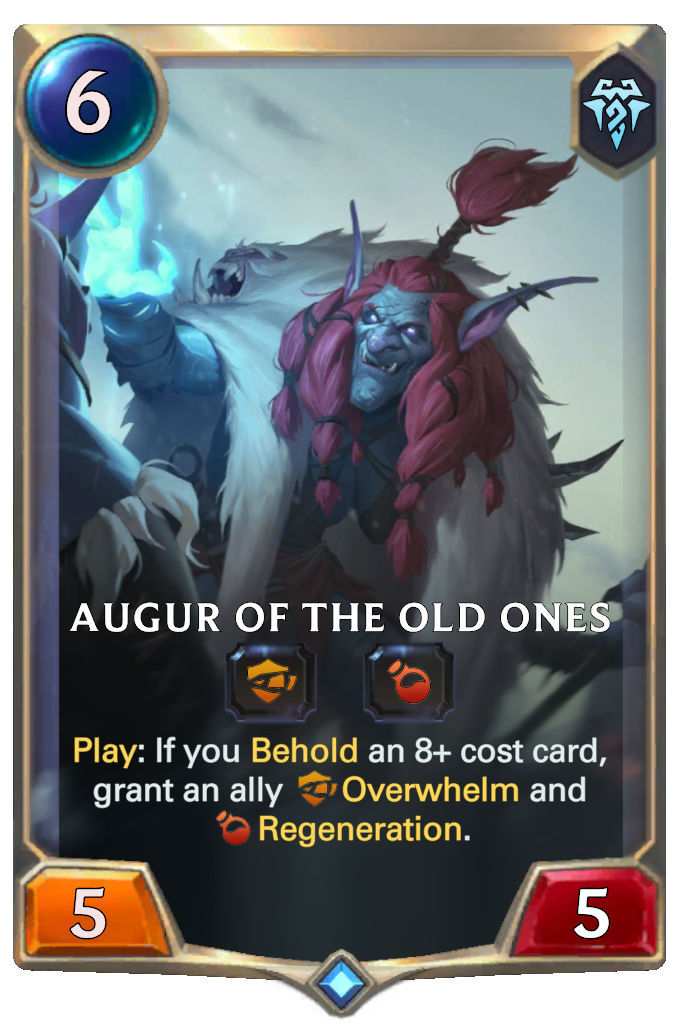 6
AUGUR OF THE OLD ONES
Play: If you Behold an 8+ cost card,
grant an ally Overwhelm and
Regeneration.
5
5